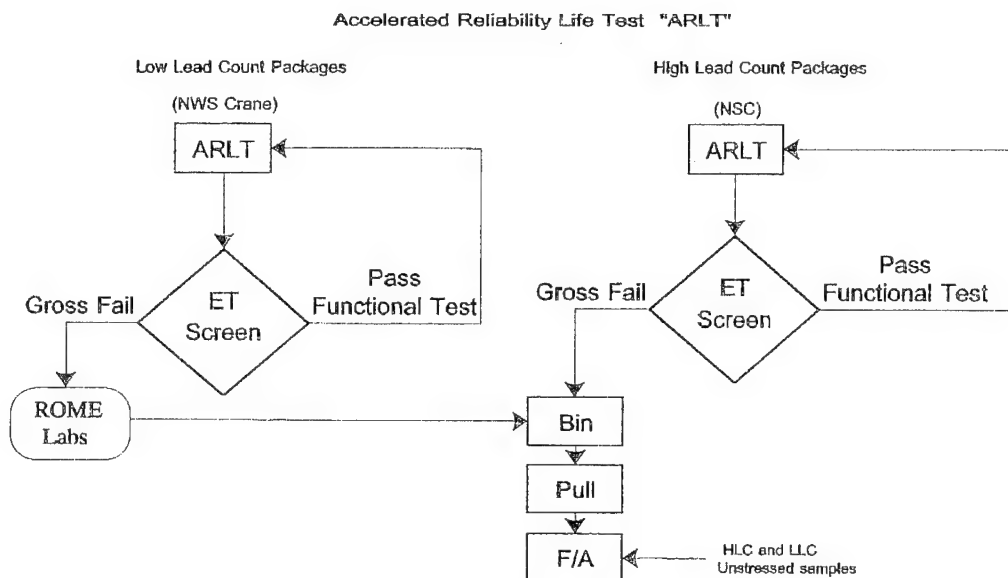 Accelerated Reliability Life Test "ARLT"
Low Lead Count Packages
(NWS Crane)
ARLT
ET
Screen
Gross Fail
Pass
Functional Test
ROME
Labs
High Lead Count Packages
(NSC)
ARLT
ET
Screen
Gross Fail
Pass
Functional Test
Bin
Pull
F/A
HLC and LLC
Unstressed samples